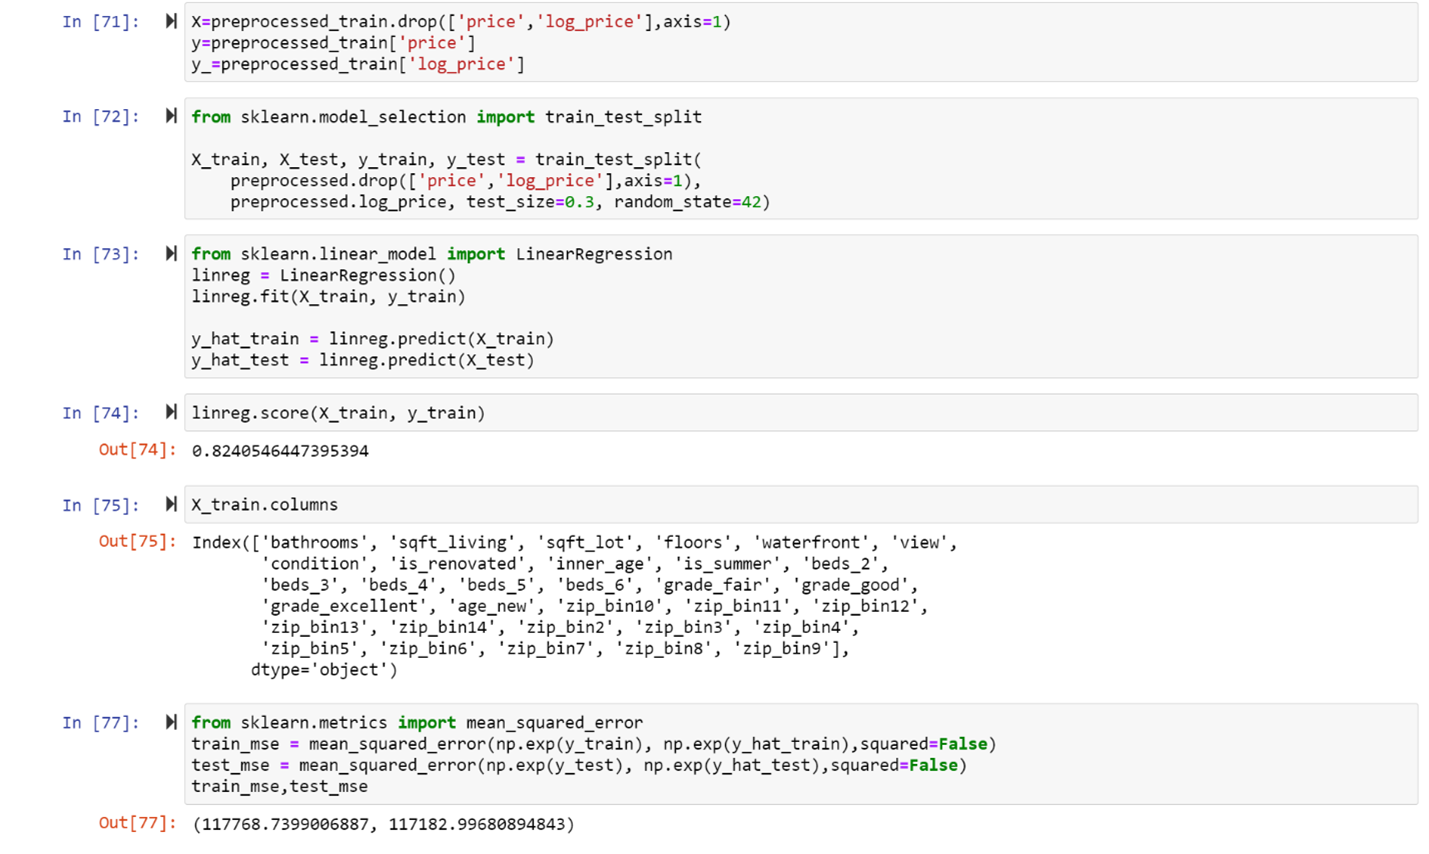 In [71]:
X=preprocessed_train.drop(['price','log_price'],axis=1)
y=preprocessed_train['price']
y_=preprocessed_train['log_price']
In [72]:
from sklearn.model_selection import train_test_split
X_train, X_test, y_train, y_test = train_test_split(
    preprocessed.drop(['price','log_price'],axis=1),
    preprocessed.log_price, test_size=0.3, random_state=42)
In [73]:
from sklearn.linear_model import LinearRegression
linreg = LinearRegression()
linreg.fit(X_train, y_train)
y_hat_train = linreg.predict(X_train)
y_hat_test = linreg.predict(X_test)
In [74]:
linreg.score(X_train, y_train)
Out[74]:
0.8240546447395394
In [75]:
X_train.columns
Out[75]:
Index(['bathrooms', 'sqft_living', 'sqft_lot', 'floors', 'waterfront', 'view',
       'condition', 'is_renovated', 'inner_age', 'is_summer', 'beds_2',
       'beds_3', 'beds_4', 'beds_5', 'beds_6', 'grade_fair', 'grade_good',
       'grade_excellent', 'age_new', 'zip_bin10', 'zip_bin11', 'zip_bin12',
       'zip_bin13', 'zip_bin14', 'zip_bin2', 'zip_bin3', 'zip_bin4',
       'zip_bin5', 'zip_bin6', 'zip_bin7', 'zip_bin8', 'zip_bin9'],
      dtype='object')
In [77]:
from sklearn.metrics import mean_squared_error
train_mse = mean_squared_error(np.exp(y_train), np.exp(y_hat_train),squared=False)
test_mse = mean_squared_error(np.exp(y_test), np.exp(y_hat_test),squared=False)
train_mse,test_mse
Out[77]:
(117768.7399006887, 117182.99680894843)